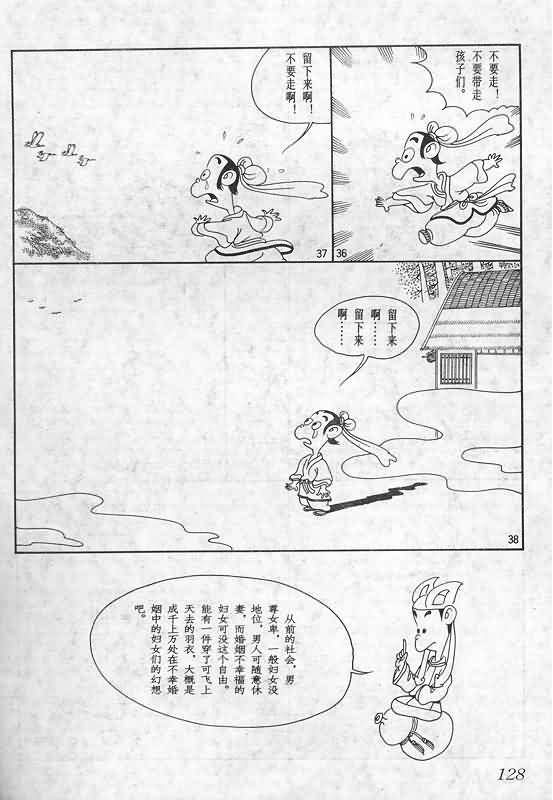 不要走！
不要带走
孩子们。
36
留下来啊！
不要走啊！
37
留下来
啊……
留下来
啊……
38
从前的社会，男
尊女卑，一般妇女没
地位，男人可随意休
妻，而婚姻不幸福的
妇女可没这个自由。
能有一件穿了可飞上
天去的羽衣，大概是
成千上万处在不幸婚
姻中的妇女们的幻想
吧。
128